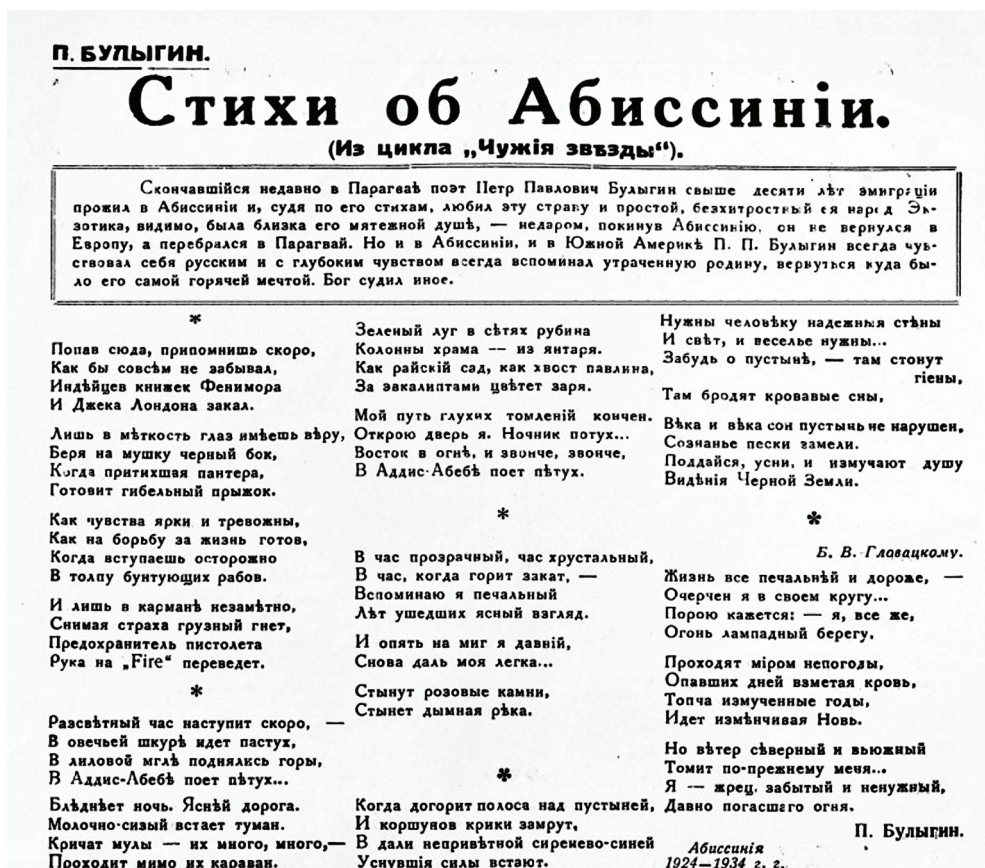 П. БУЛЫГИН.
Стихи об Абиссиніи.
(Из цикла „Чужія звѣзды“).
Скончавшійся недавно в Парагваѣ поэт Петр Павлович Булыгин свыше десяти лѣт эмиграціи
прожил в Абиссиніи и, судя по его стихам, любил эту страну и простой, безхитростный ея народ Эк-
зотика, видимо, была близка его мятежной душѣ, — недаром, покинув Абиссинію, он не вернулся в
Европу, а перебрался в Парагвай. Но и в Абиссиніи, и в Южной Америкѣ П. П. Булыгин всегда чув-
ствовал себя русским и с глубоким чувством всегда вспоминал утраченную родину, вернуться куда бы-
ло его самой горячей мечтой. Бог судил иное.
*
Попав сюда, припомнишь скоро,
Как бы совсѣм не забывал,
Индѣйцев книжек Фенимора
И Джека Лондона закал.
Лишь в мѣткость глаз имѣешь вѣру,
Беря на мушку черный бок,
Когда притихшая пантера,
Готовит гибельный прыжок.
Как чувства ярки и тревожны,
Как на борьбу за жизнь готов,
Когда вступаешь осторожно
В толпу бунтующих рабов.
И лишь в карманѣ незамѣтно,
Снимая страха грузный гнет,
Предохранитель пистолета
Рука на „Fire“ переведет.
*
Разсвѣтный час наступит скоро, —
В овечьей шкурѣ идет пастух,
В лиловой мглѣ поднялись горы,
В Аддис-Абебѣ поет пѣтух...
Блѣднѣет ночь. Яснѣй дорога.
Молочно-сизый встает туман.
Кричат мулы — их много, много,—
Проходит мимо их караван.
Зеленый луг в сѣтях рубина
Колонны храма — из янтаря.
Как райскій сад, как хвост павлина,
За эвкалиптами цвѣтет заря.
Мой путь глухих томленій кончен.
Открою дверь я. Ночник потух...
Восток в огнѣ, и звонче, звонче,
В Аддис-Абебѣ поет пѣтух.
*
В час прозрачный, час хрустальный,
В час, когда горит закат, —
Вспоминаю я печальный
Лѣт ушедших ясный взгляд.
И опять на миг я давній,
Снова даль моя легка...
Стынут розовые камни,
Стынет дымная рѣка.
*
Когда догорит полоса над пустыней,
И коршунов крики замрут,
В дали непривѣтной сиренево-синей
Уснувшія силы встают.
Нужны человѣку надежныя стѣны
И свѣт, и веселье нужны...
Забудь о пустынѣ, — там стонут
гіены,
Там бродят кровавые сны,
Вѣка и вѣка сон пустынь не нарушен,
Сознанье пески замели.
Поддайся, усни, и измучают душу
Видѣнія Черной Земли.
*
Б. В. Гловацкому.
Жизнь все печальнѣй и дороже, —
Очерчен я в своем кругу...
Порою кажется: — я, все же,
Огонь лампадный берегу.
Проходят міром непогоды,
Опавших дней взметая кровь,
Топча измученные годы,
Идет измѣнчивая Новь.
Но вѣтер сѣверный и вьюжный
Томит по-прежнему меня...
Я — жрец, забытый и ненужный,
Давно погасшаго огня.
П. Булыгин.
Абиссинія
1924—1934 г. г.